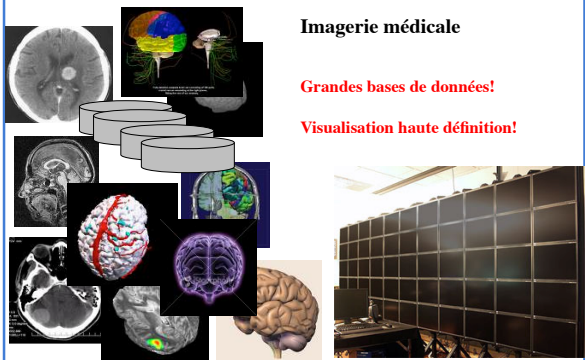 Imagerie médicale
Grandes bases de données!
Visualisation haute définition!